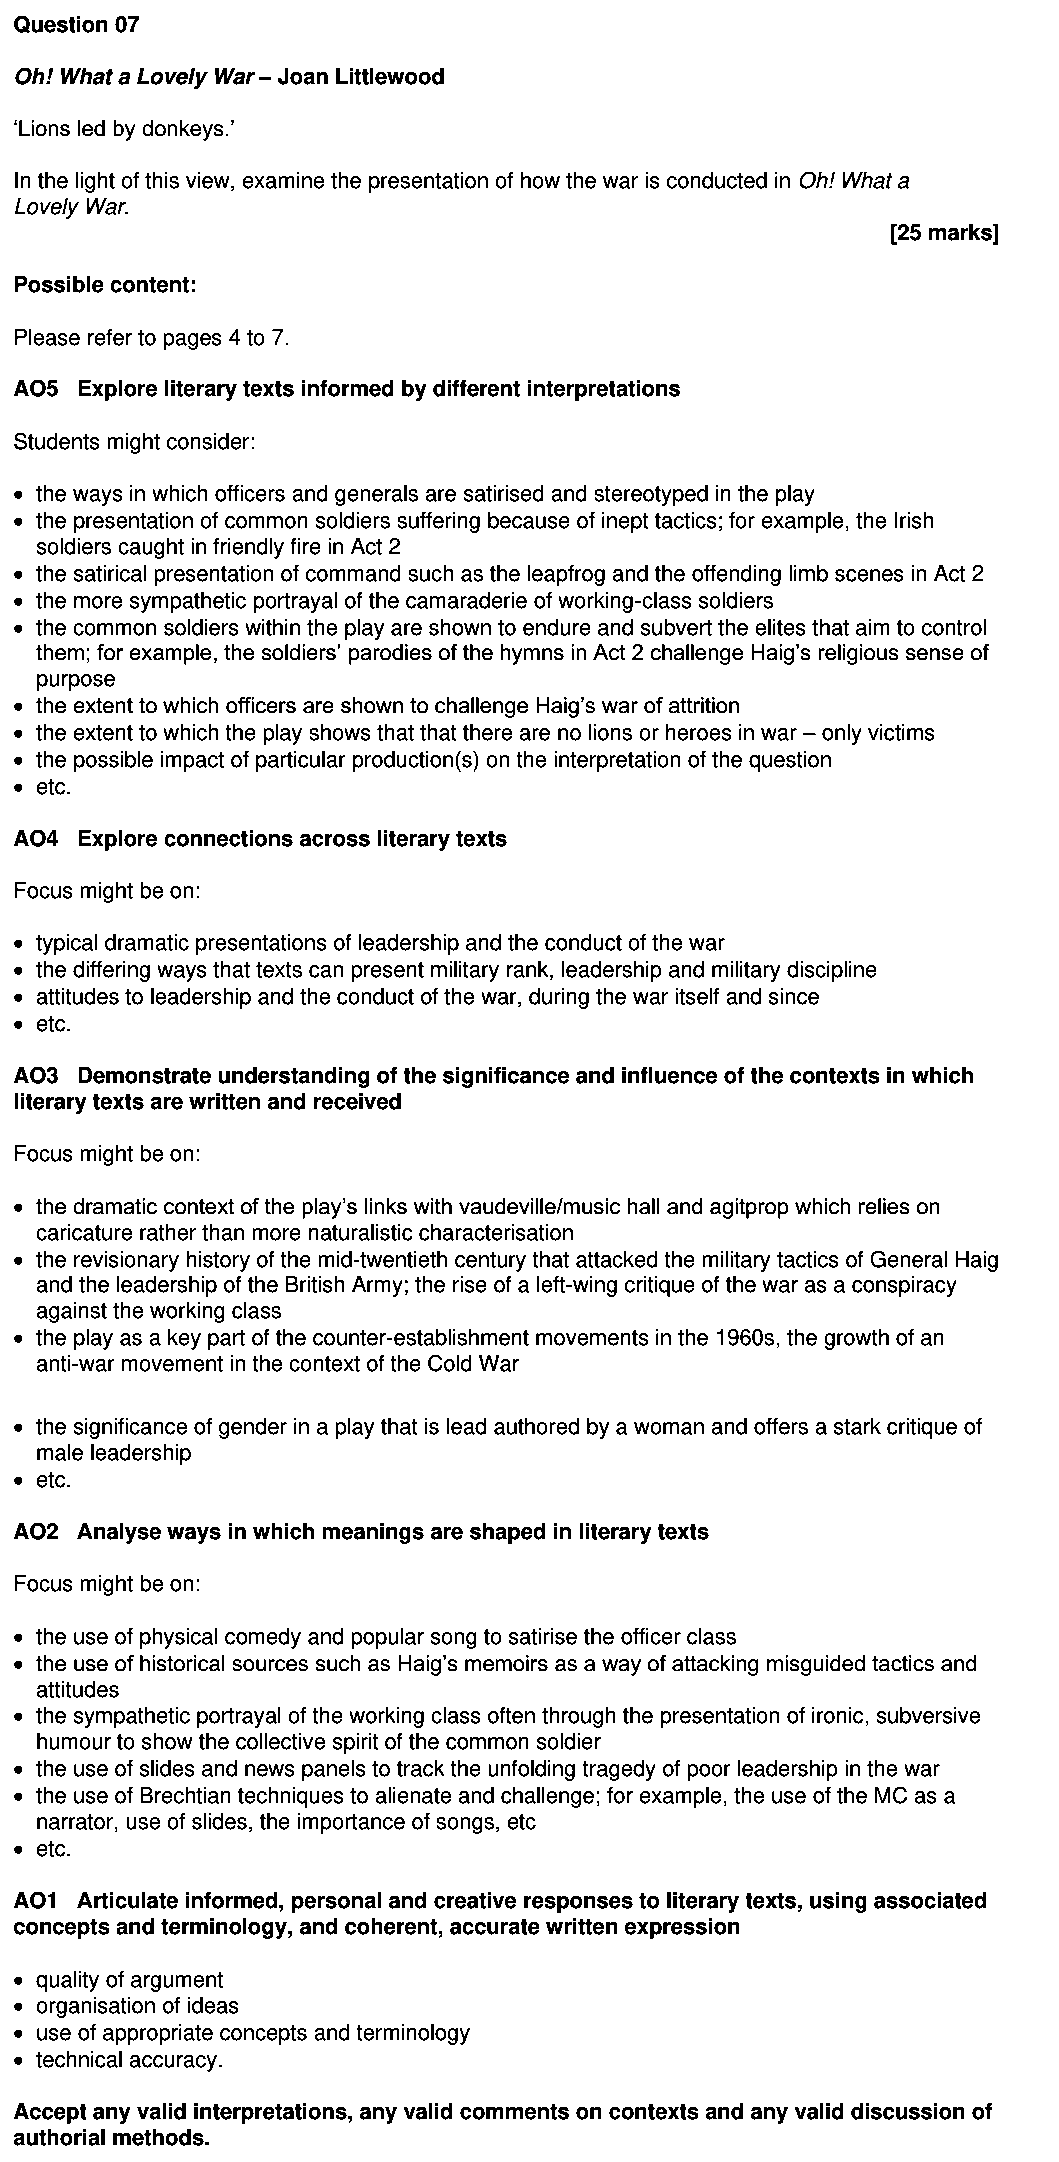 Question 07
Oh! What a Lovely War – Joan Littlewood
‘Lions led by donkeys.’
In the light of this view, examine the presentation of how the war is conducted in Oh! What a
Lovely War.
[25 marks]
Possible content:
Please refer to pages 4 to 7.
AO5 Explore literary texts informed by different interpretations
Students might consider:
• the ways in which officers and generals are satirised and stereotyped in the play
• the presentation of common soldiers suffering because of inept tactics; for example, the Irish
soldiers caught in friendly fire in Act 2
• the satirical presentation of command such as the leapfrog and the offending limb scenes in Act 2
• the more sympathetic portrayal of the camaraderie of working-class soldiers
• the common soldiers within the play are shown to endure and subvert the elites that aim to control
them; for example, the soldiers’ parodies of the hymns in Act 2 challenge Haig’s religious sense of
purpose
• the extent to which officers are shown to challenge Haig’s war of attrition
• the extent to which the play shows that that there are no lions or heroes in war – only victims
• the possible impact of particular production(s) on the interpretation of the question
• etc.
AO4 Explore connections across literary texts
Focus might be on:
• typical dramatic presentations of leadership and the conduct of the war
• the differing ways that texts can present military rank, leadership and military discipline
• attitudes to leadership and the conduct of the war, during the war itself and since
• etc.
AO3 Demonstrate understanding of the significance and influence of the contexts in which
literary texts are written and received
Focus might be on:
• the dramatic context of the play’s links with vaudeville/music hall and agitprop which relies on
caricature rather than more naturalistic characterisation
• the revisionary history of the mid-twentieth century that attacked the military tactics of General Haig
and the leadership of the British Army; the rise of a left-wing critique of the war as a conspiracy
against the working class
• the play as a key part of the counter-establishment movements in the 1960s, the growth of an
anti-war movement in the context of the Cold War
• the significance of gender in a play that is lead authored by a woman and offers a stark critique of
male leadership
• etc.
AO2 Analyse ways in which meanings are shaped in literary texts
Focus might be on:
• the use of physical comedy and popular song to satirise the officer class
• the use of historical sources such as Haig’s memoirs as a way of attacking misguided tactics and
attitudes
• the sympathetic portrayal of the working class often through the presentation of ironic, subversive
humour to show the collective spirit of the common soldier
• the use of slides and news panels to track the unfolding tragedy of poor leadership in the war
• the use of Brechtian techniques to alienate and challenge; for example, the use of the MC as a
narrator, use of slides, the importance of songs, etc
• etc.
AO1 Articulate informed, personal and creative responses to literary texts, using associated
concepts and terminology, and coherent, accurate written expression
• quality of argument
• organisation of ideas
• use of appropriate concepts and terminology
• technical accuracy.
Accept any valid interpretations, any valid comments on contexts and any valid discussion of
authorial methods.